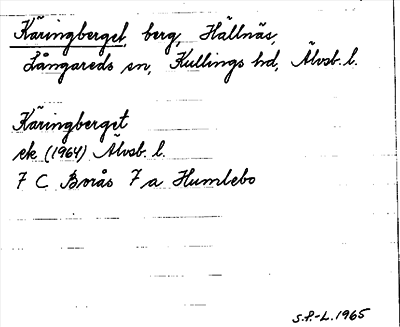 Käringberget, berg, Hällnäs,
Långareds sn, Kullings hd, Älvsb. l.
Käringberget
ek (1964) Älvsb. l.
7 C Borås 7 a Humlebo
S.P.-L. 1965